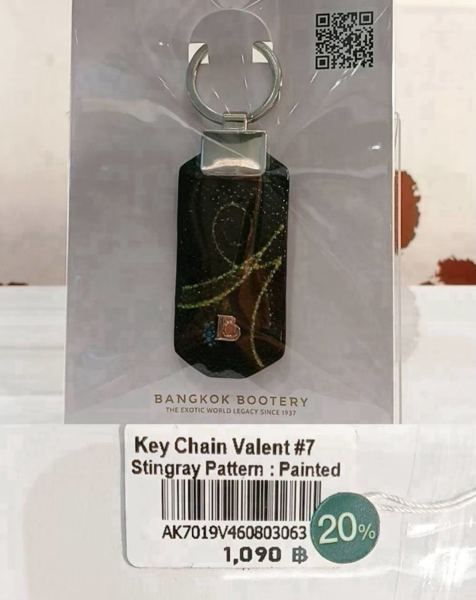 B
BANGKOK BOOTERY
THE EXOTIC WORLD LEGACY SINCE 1937
Key Chain Valent #7
Stingray Pattern : Painted
AK7019V460803063
20%
1,090 ฿